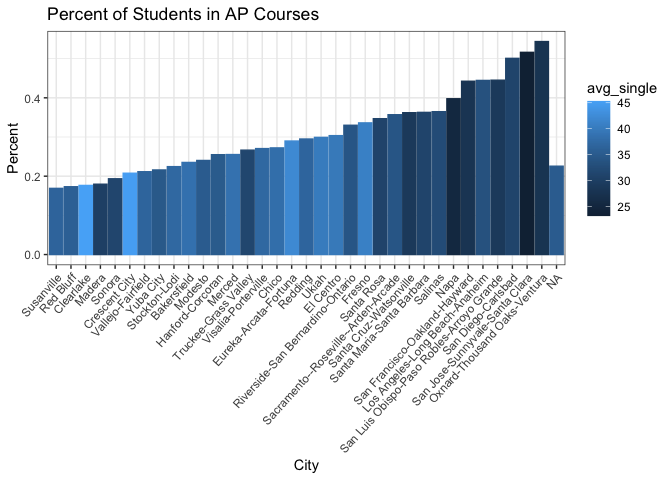 Percent of Students in AP Courses
Percent
0.4
0.2
0.0
Susanville
Red Bluff
Clearlake
Madera
Sonora
Crescent City
Vallejo-Fairfield
Yuba City
Stockton-Lodi
Bakersfield
Modesto
Hanford-Corcoran
Merced
Truckee-Grass Valley
Visalia-Porterville
Chico
Eureka-Arcata-Fortuna
Redding
Ukiah
El Centro
Riverside-San Bernardino-Ontario
Fresno
Santa Rosa
Sacramento--Roseville--Arden-Arcade
Santa Cruz-Watsonville
Santa Maria-Santa Barbara
Salinas
Napa
San Francisco-Oakland-Hayward
Los Angeles-Long Beach-Anaheim
San Luis Obispo-Paso Robles-Arroyo Grande
San Diego-Carlsbad
San Jose-Sunnyvale-Santa Clara
Oxnard-Thousand Oaks-Ventura
NA
City
avg_single
45
40
35
30
25